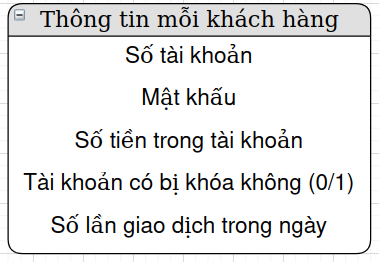 Thông tin mỗi khách hàng
Số tài khoản
Mật khẩu
Số tiền trong tài khoản
Tài khoản có bị khóa không (0/1)
Số lần giao dịch trong ngày